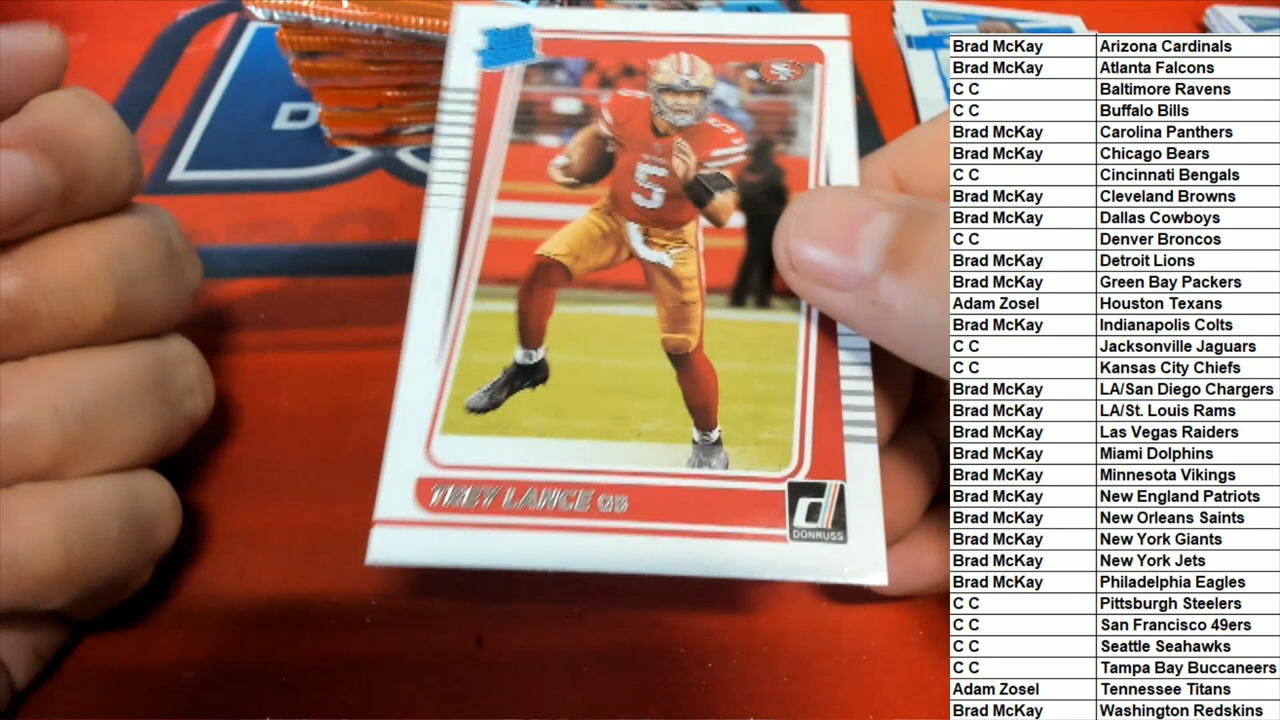 RATED ROOKIE
D
5
5
TREY LANCE QB
d
DONRUSS
Brad McKay Arizona Cardinals
Brad McKay Atlanta Falcons
C C Baltimore Ravens
C C Buffalo Bills
Brad McKay Carolina Panthers
Brad McKay Chicago Bears
C C Cincinnati Bengals
Brad McKay Cleveland Browns
Brad McKay Dallas Cowboys
C C Denver Broncos
Brad McKay Detroit Lions
Brad McKay Green Bay Packers
Adam Zosel Houston Texans
Brad McKay Indianapolis Colts
C C Jacksonville Jaguars
C C Kansas City Chiefs
Brad McKay LA/San Diego Chargers
Brad McKay LA/St. Louis Rams
Brad McKay Las Vegas Raiders
Brad McKay Miami Dolphins
Brad McKay Minnesota Vikings
Brad McKay New England Patriots
Brad McKay New Orleans Saints
Brad McKay New York Giants
Brad McKay New York Jets
Brad McKay Philadelphia Eagles
C C Pittsburgh Steelers
C C San Francisco 49ers
C C Seattle Seahawks
C C Tampa Bay Buccaneers
Adam Zosel Tennessee Titans
Brad McKay Washington Redskins